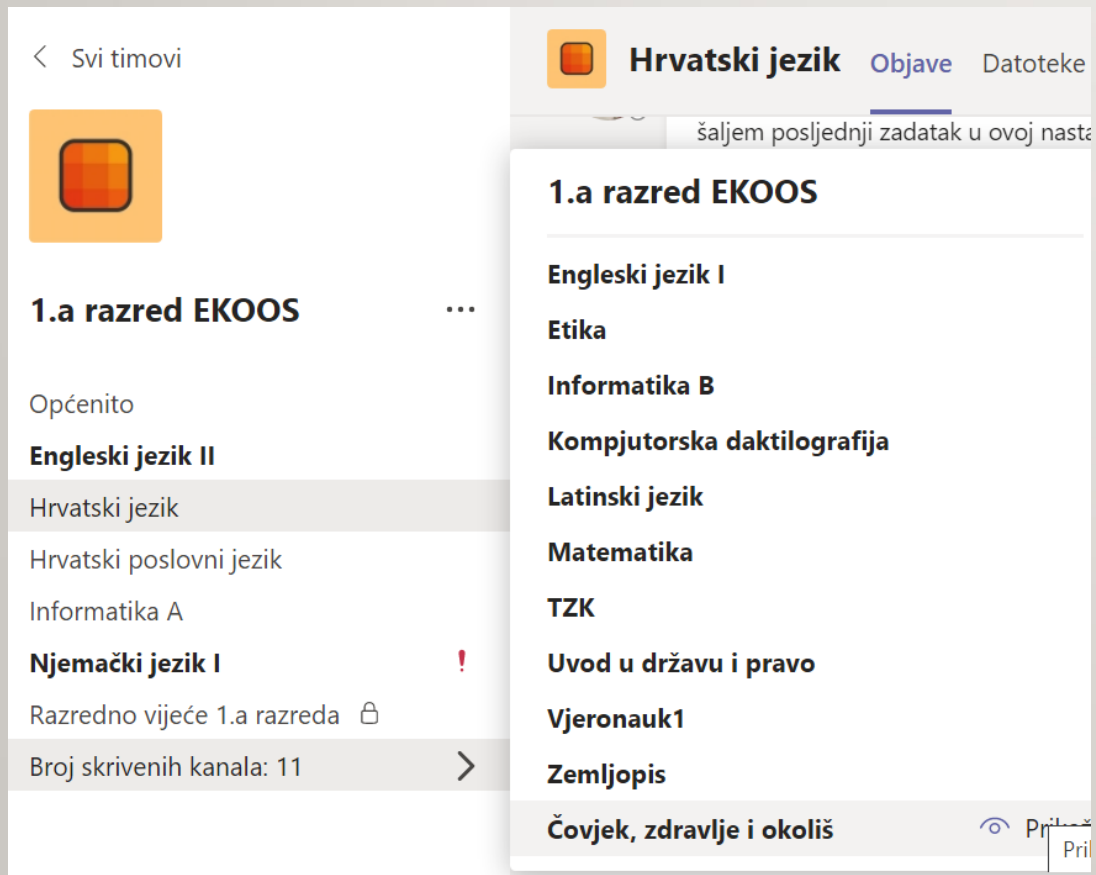 Svi timovi
1.a razred EKOOS
Općenito
Engleski jezik II
Hrvatski jezik
Hrvatski poslovni jezik
Informatika A
Njemački jezik I
Razredno vijeće 1.a razreda
Broj skrivenih kanala: 11
Hrvatski jezik Objave Datoteke
šaljem posljednji zadatak u ovoj
1.a razred EKOOS
Engleski jezik I
Etika
Informatika B
Kompjutorska daktilografija
Latinski jezik
Matematika
TZK
Uvod u državu i pravo
Vjeronauk1
Zemljopis
Čovjek, zdravlje i okoliš